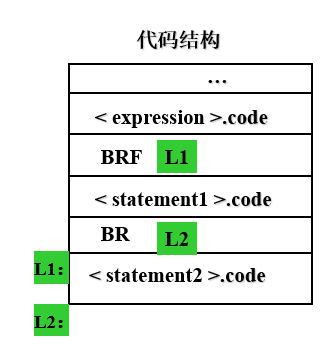 代码结构
…
< expression >.code
BRF L1
< statement1 >.code
BR L2
L1: < statement2 >.code
L2: